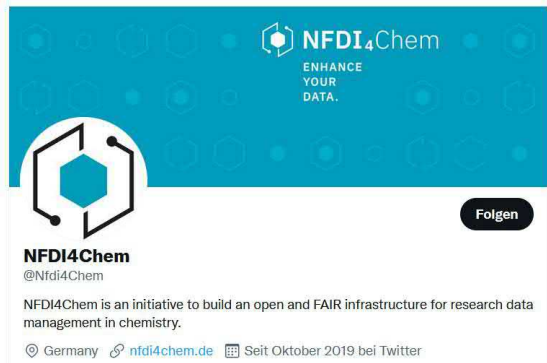 NFDI4Chem
ENHANCE
YOUR
DATA.
Folgen
NFDI4Chem
@Nfdi4Chem
NFDI4Chem is an initiative to build an open and FAIR infrastructure for research data
management in chemistry.
Germany nfdi4chem.de Seit Oktober 2019 bei Twitter